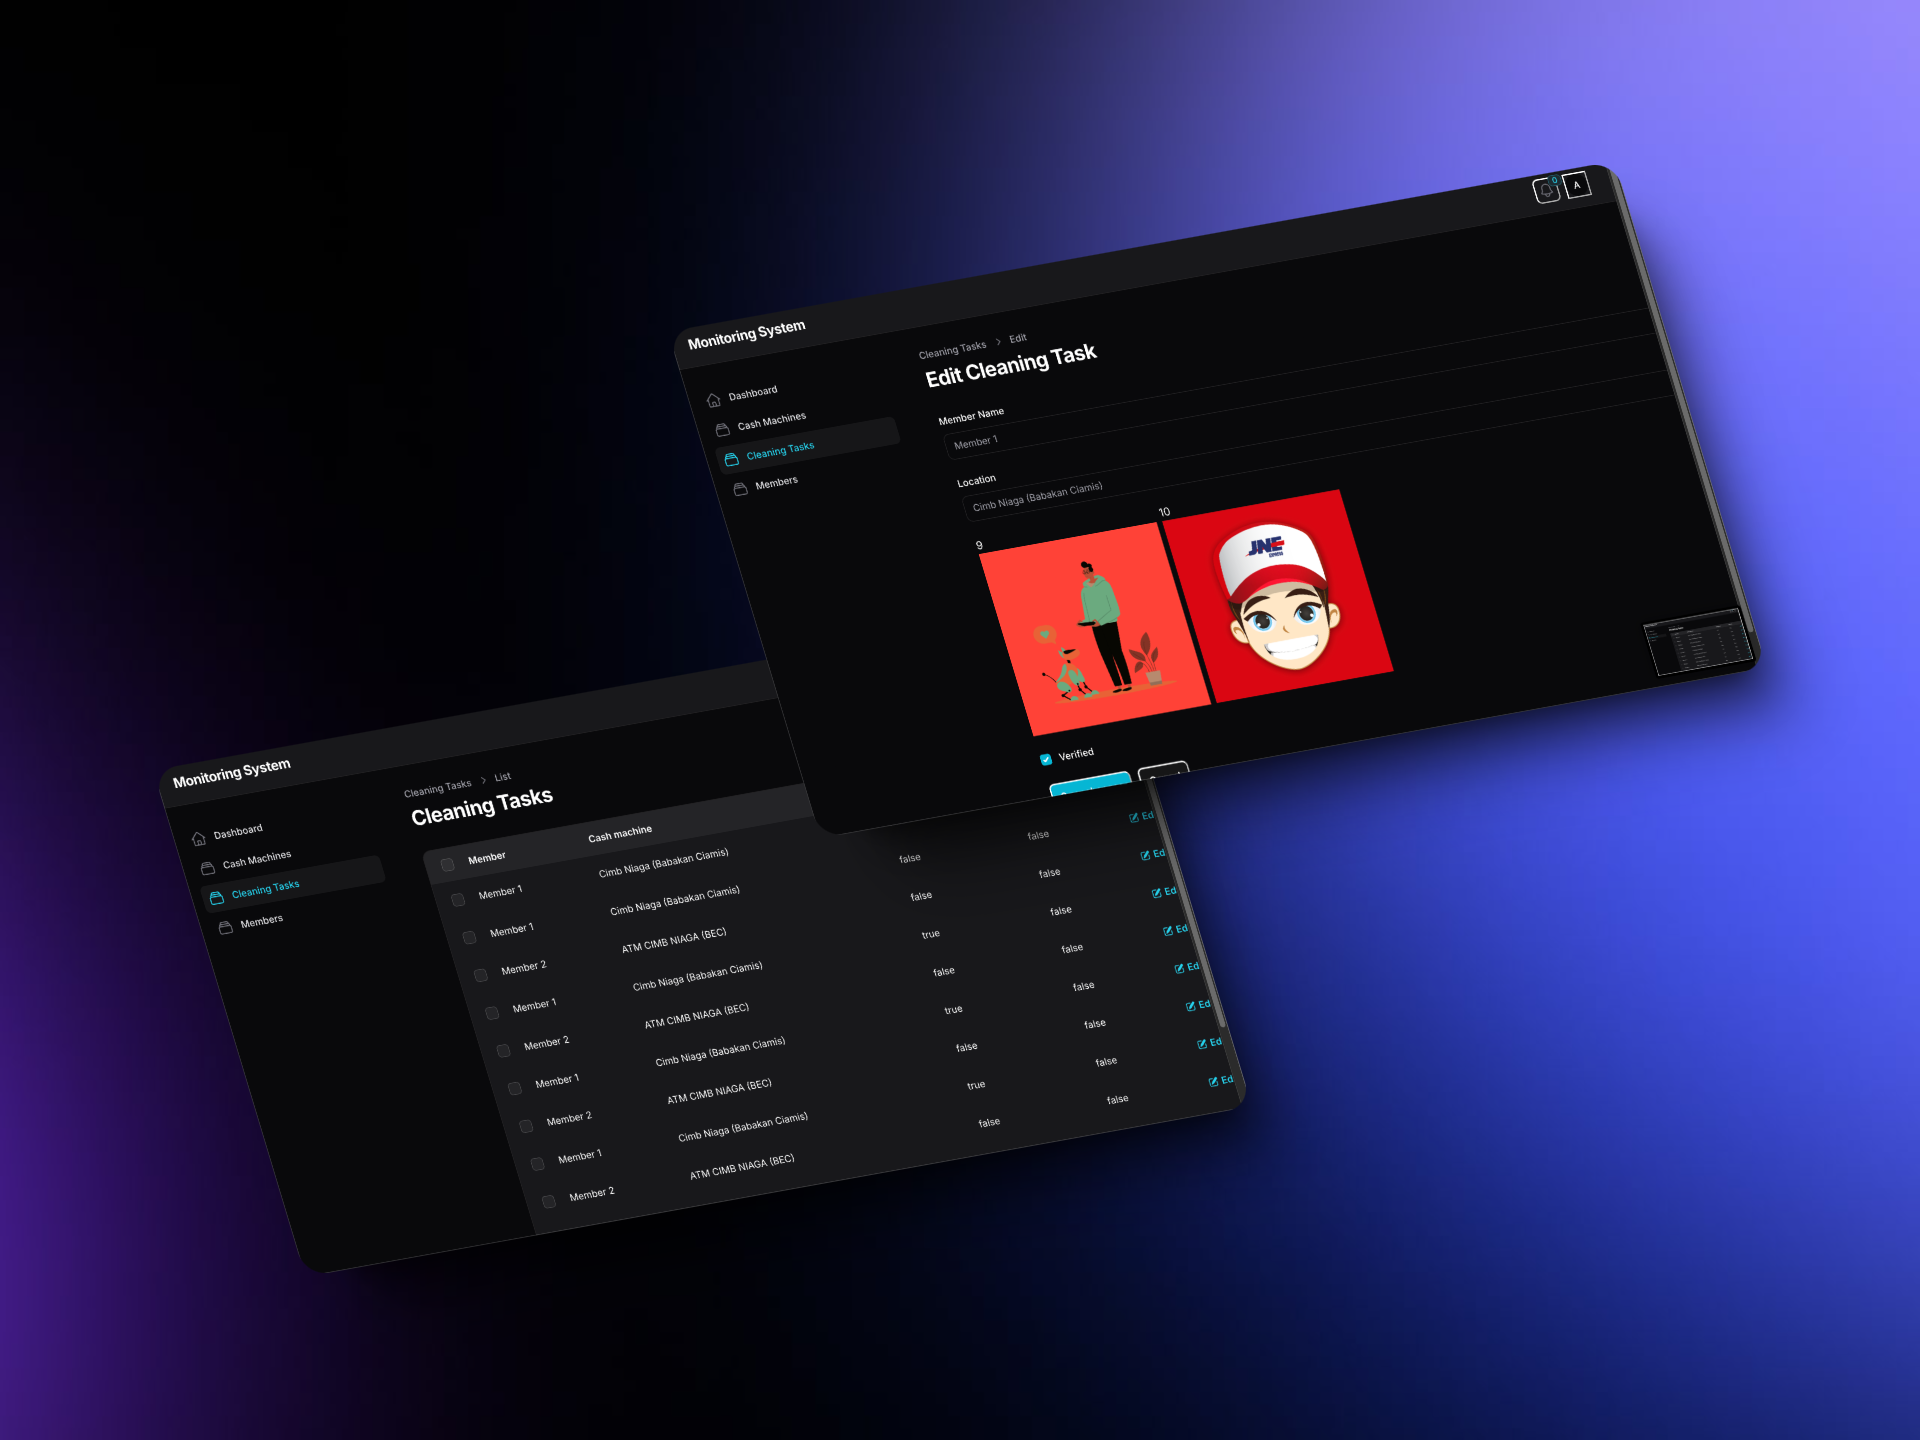 0
A
Monitoring System
Dashboard
Cash Machines
Cleaning Tasks
Members
Cleaning Tasks > Edit
Edit Cleaning Task
Member Name
Member 1
Location
Cimb Niaga (Babakan Ciamis)
9
10
JNE
EXPRESS
Verified
Monitoring System
Dashboard
Cash Machines
Cleaning Tasks
Members
Cleaning Tasks > List
Cleaning Tasks
Member Cash machine
Member 1 Cimb Niaga (Babakan Ciamis) false false Ed
Member 1 Cimb Niaga (Babakan Ciamis) false false Ed
Member 2 ATM CIMB NIAGA (BEC) true false Ed
Member 1 Cimb Niaga (Babakan Ciamis) false false Ed
Member 2 ATM CIMB NIAGA (BEC) true false Ed
Member 1 Cimb Niaga (Babakan Ciamis) false false Ed
Member 2 ATM CIMB NIAGA (BEC) true false Ed
Member 1 Cimb Niaga (Babakan Ciamis) false false Ed
Member 2 ATM CIMB NIAGA (BEC)